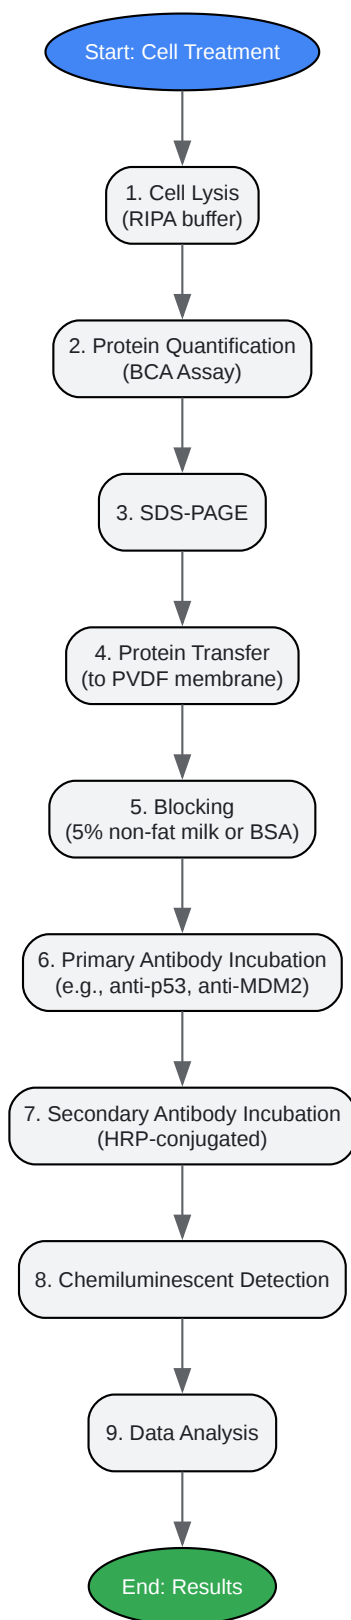 Start: Cell Treatment
1. Cell Lysis
(RIPA buffer)
2. Protein Quantification
(BCA Assay)
3. SDS-PAGE
4. Protein Transfer
(to PVDF membrane)
5. Blocking
(5% non-fat milk or BSA)
6. Primary Antibody Incubation
(e.g., anti-p53, anti-MDM2)
7. Secondary Antibody Incubation
(HRP-conjugated)
8. Chemiluminescent Detection
9. Data Analysis
End: Results